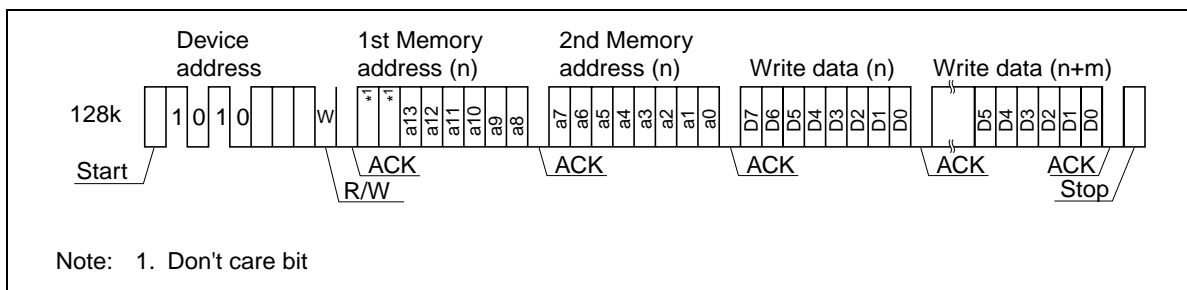 Device address
1st Memory address (n)
2nd Memory address (n)
Write data (n)
Write data (n+m)
128k
1 0 1 0 W *1 *1 a13 a12 a11 a10 a9 a8 a7 a6 a5 a4 a3 a2 a1 a0 D7 D6 D5 D4 D3 D2 D1 D0 D5 D4 D3 D2 D1 D0
Start
ACK
ACK
ACK
ACK
ACK
R/W
Stop
Note: 1. Don't care bit